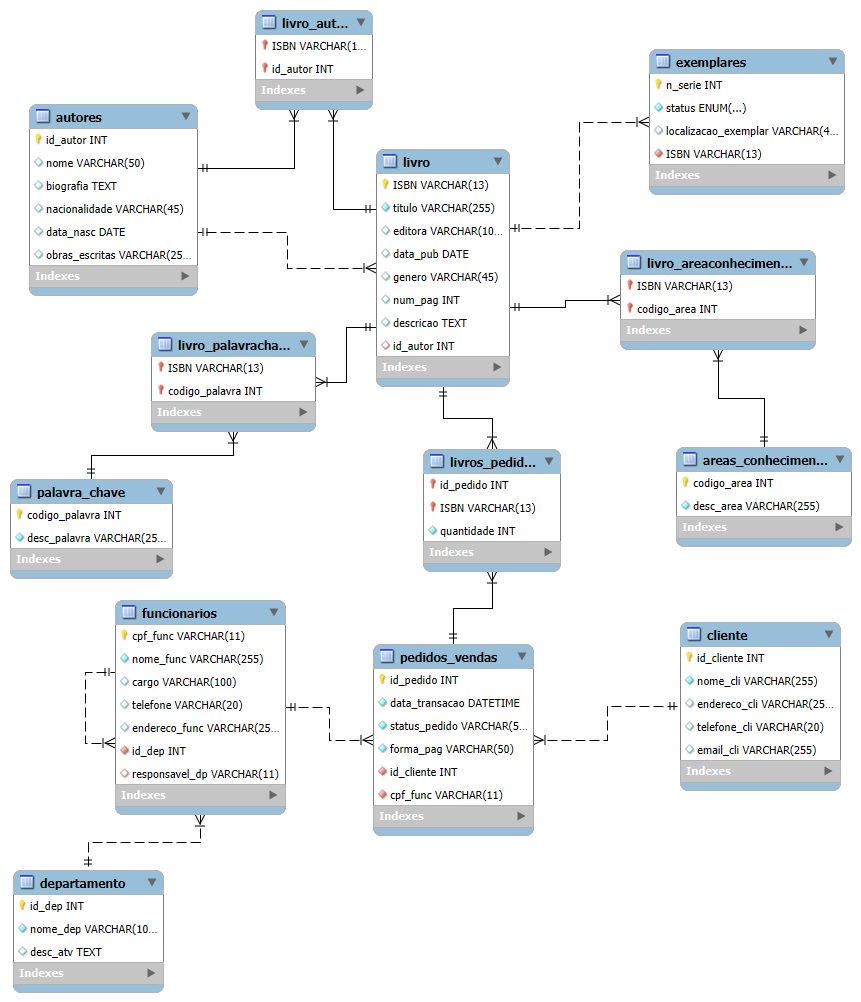 livro_aut...
ISBN VARCHAR(1...
id_autor INT
Indexes
exemplares
n_serie INT
status ENUM(...)
localizacao_exemplar VARCHAR(4...
ISBN VARCHAR(13)
Indexes
autores
id_autor INT
nome VARCHAR(50)
biografia TEXT
nacionalidade VARCHAR(45)
data_nasc DATE
obras_escritas VARCHAR(25...
Indexes
livro
ISBN VARCHAR(13)
titulo VARCHAR(255)
editora VARCHAR(10...
data_pub DATE
genero VARCHAR(45)
num_pag INT
descricao TEXT
id_autor INT
Indexes
livro_areaconhecimen...
ISBN VARCHAR(13)
codigo_area INT
Indexes
livro_palavracha...
ISBN VARCHAR(13)
codigo_palavra INT
Indexes
livros_pedid...
id_pedido INT
ISBN VARCHAR(13)
quantidade INT
Indexes
areas_conhecimen...
codigo_area INT
desc_area VARCHAR(255)
Indexes
palavra_chave
codigo_palavra INT
desc_palavra VARCHAR(25...
Indexes
funcionarios
cpf_func VARCHAR(11)
nome_func VARCHAR(255)
cargo VARCHAR(100)
telefone VARCHAR(20)
endereco_func VARCHAR(25...
id_dep INT
responsavel_dp VARCHAR(11)
Indexes
pedidos_vendas
id_pedido INT
data_transacao DATETIME
status_pedido VARCHAR(5...
forma_pag VARCHAR(50)
id_cliente INT
cpf_func VARCHAR(11)
Indexes
cliente
id_cliente INT
nome_cli VARCHAR(255)
endereco_cli VARCHAR(25...
telefone_cli VARCHAR(20)
email_cli VARCHAR(255)
Indexes
departamento
id_dep INT
nome_dep VARCHAR(10...
desc_atv TEXT
Indexes